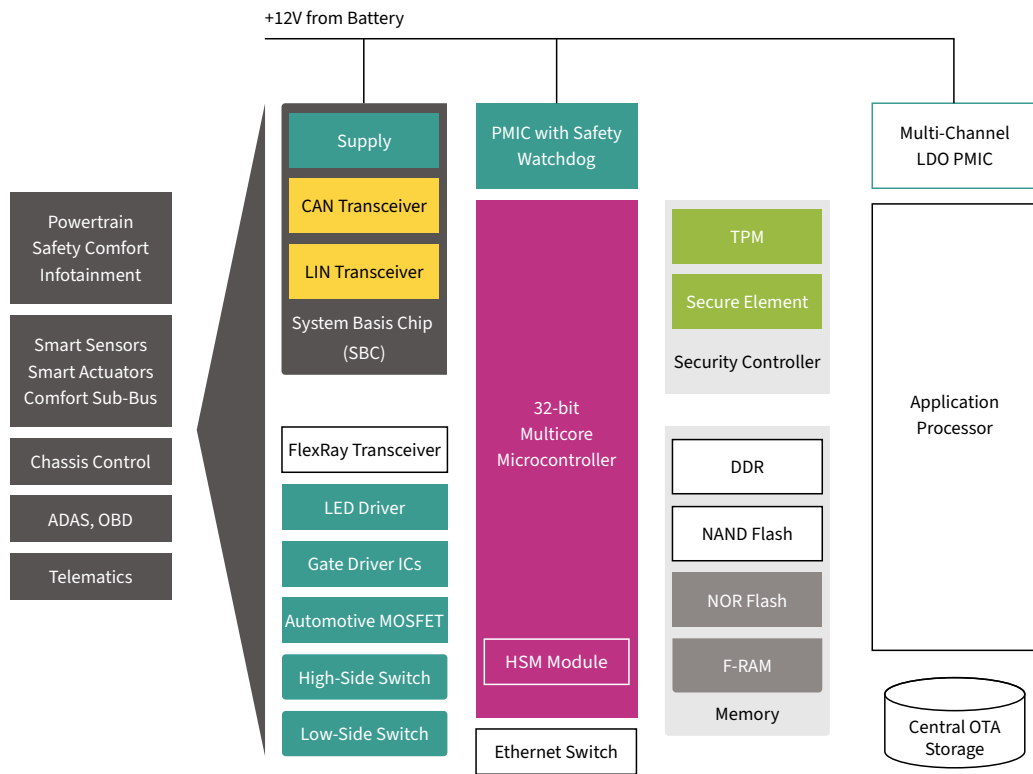 +12V from Battery
Powertrain
Safety Comfort
Infotainment
Smart Sensors
Smart Actuators
Comfort Sub-Bus
Chassis Control
ADAS, OBD
Telematics
Supply
CAN Transceiver
LIN Transceiver
System Basis Chip
(SBC)
FlexRay Transceiver
LED Driver
Gate Driver ICs
Automotive MOSFET
High-Side Switch
Low-Side Switch
PMIC with Safety
Watchdog
32-bit
Multicore
Microcontroller
HSM Module
Ethernet Switch
TPM
Secure Element
Security Controller
DDR
NAND Flash
NOR Flash
F-RAM
Memory
Multi-Channel
LDO PMIC
Application
Processor
Central OTA
Storage